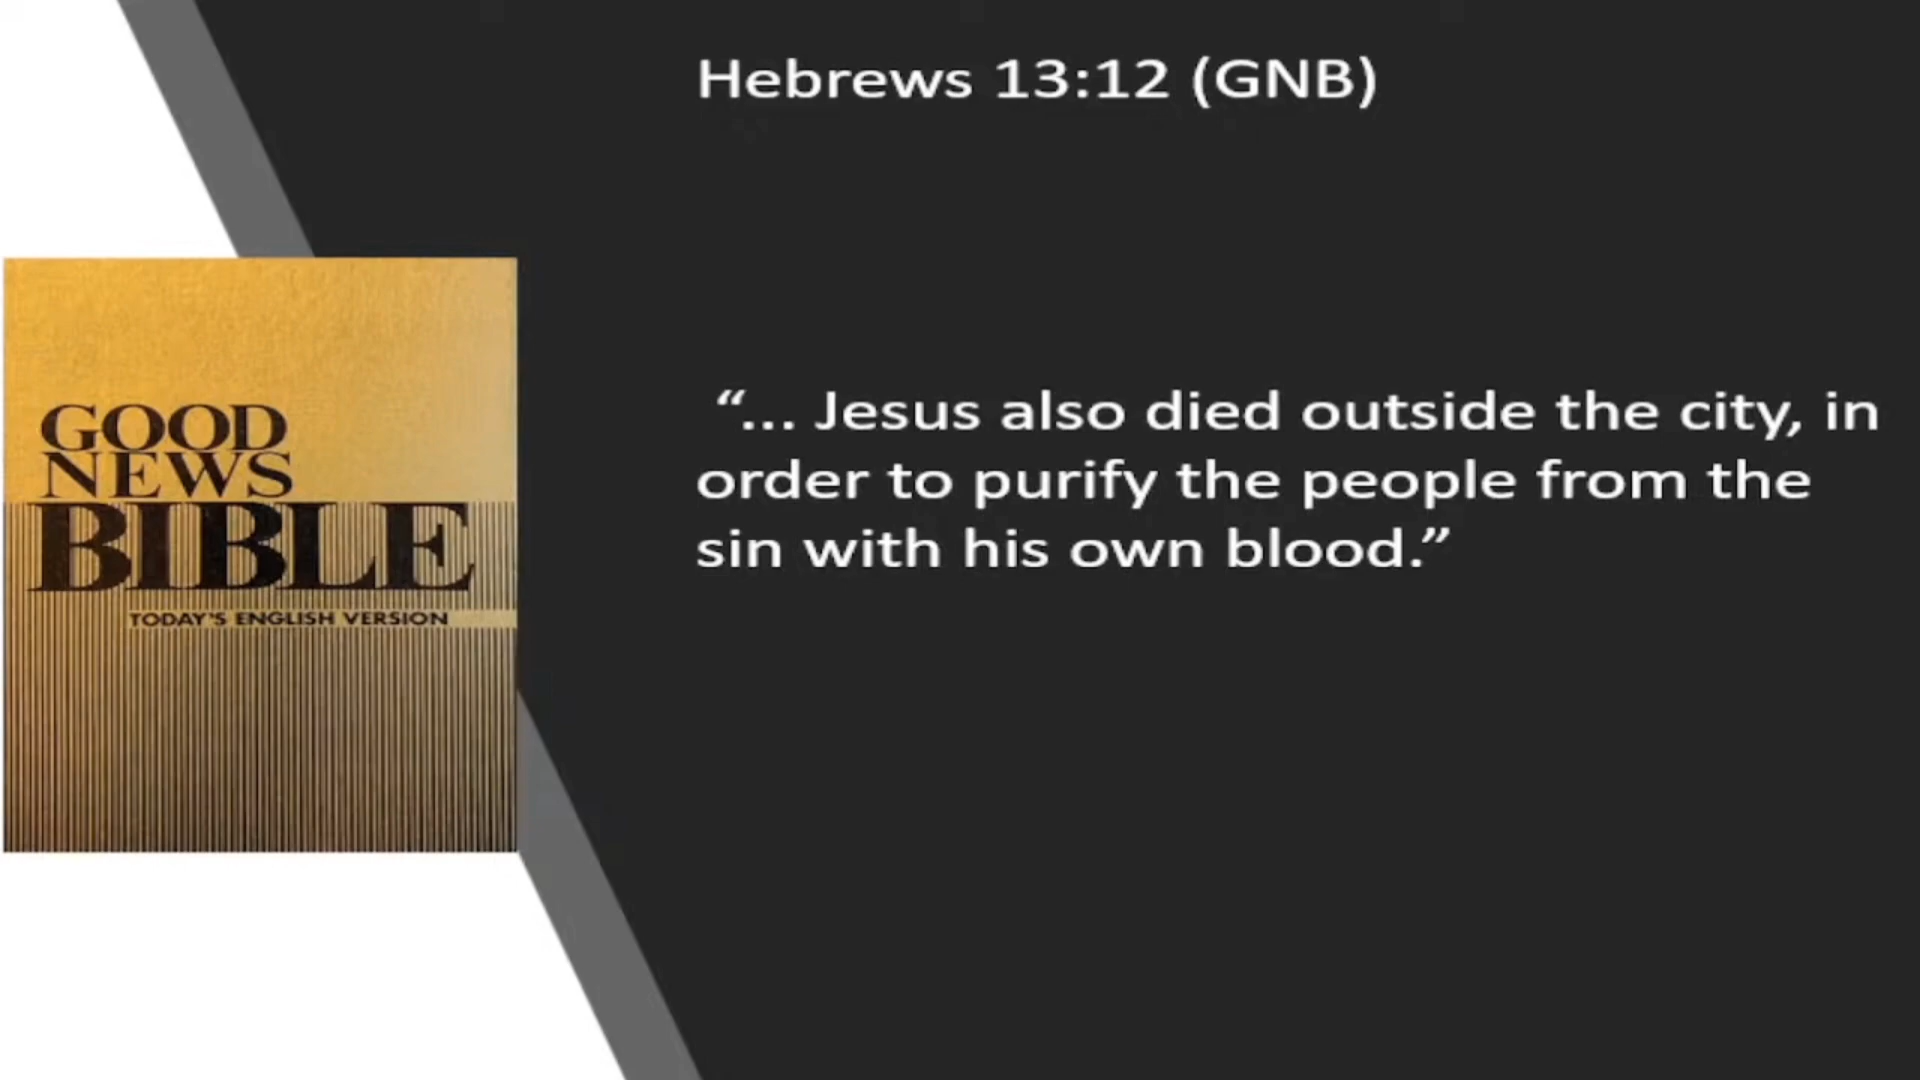 Hebrews 13:12 (GNB)
GOOD
NEWS
BIBLE
TODAY'S ENGLISH VERSION
“... Jesus also died outside the city, in
order to purify the people from the
sin with his own blood.”